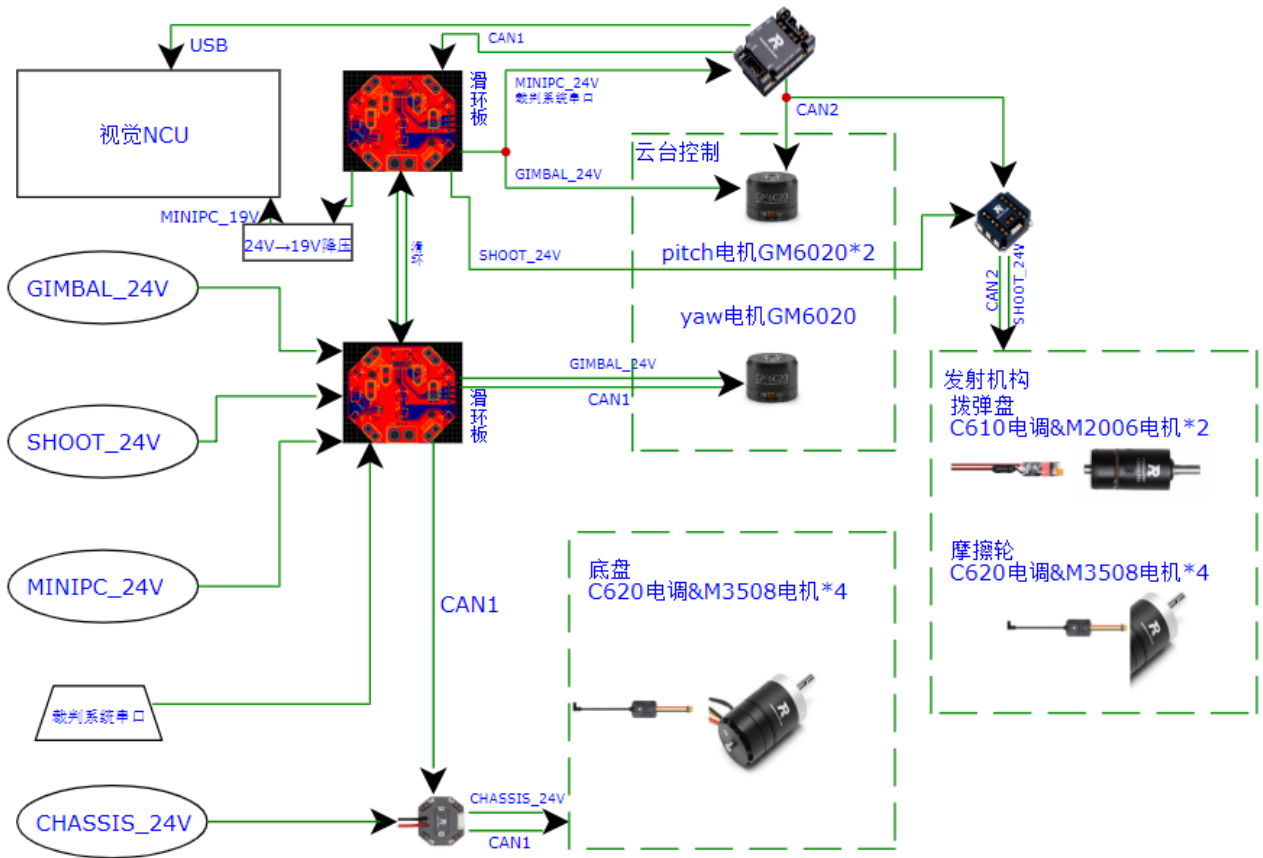 USB
CAN1
视觉NCU
滑环板
MINIPC_24V
裁判系统串口
CAN2
云台控制
GIMBAL_24V
GM6020
MINIPC_19V
24V→19V降压
滑环
SHOOT_24V
pitch电机GM6020*2
GIMBAL_24V
CAN2
SHOOT_24V
yaw电机GM6020
GIMBAL_24V
GM6020
CAN1
滑环板
SHOOT_24V
发射机构
拨弹盘
C610电调&M2006电机*2
MINIPC_24V
CAN1
底盘
C620电调&M3508电机*4
摩擦轮
C620电调&M3508电机*4
裁判系统串口
CHASSIS_24V
CHASSIS_24V
CAN1